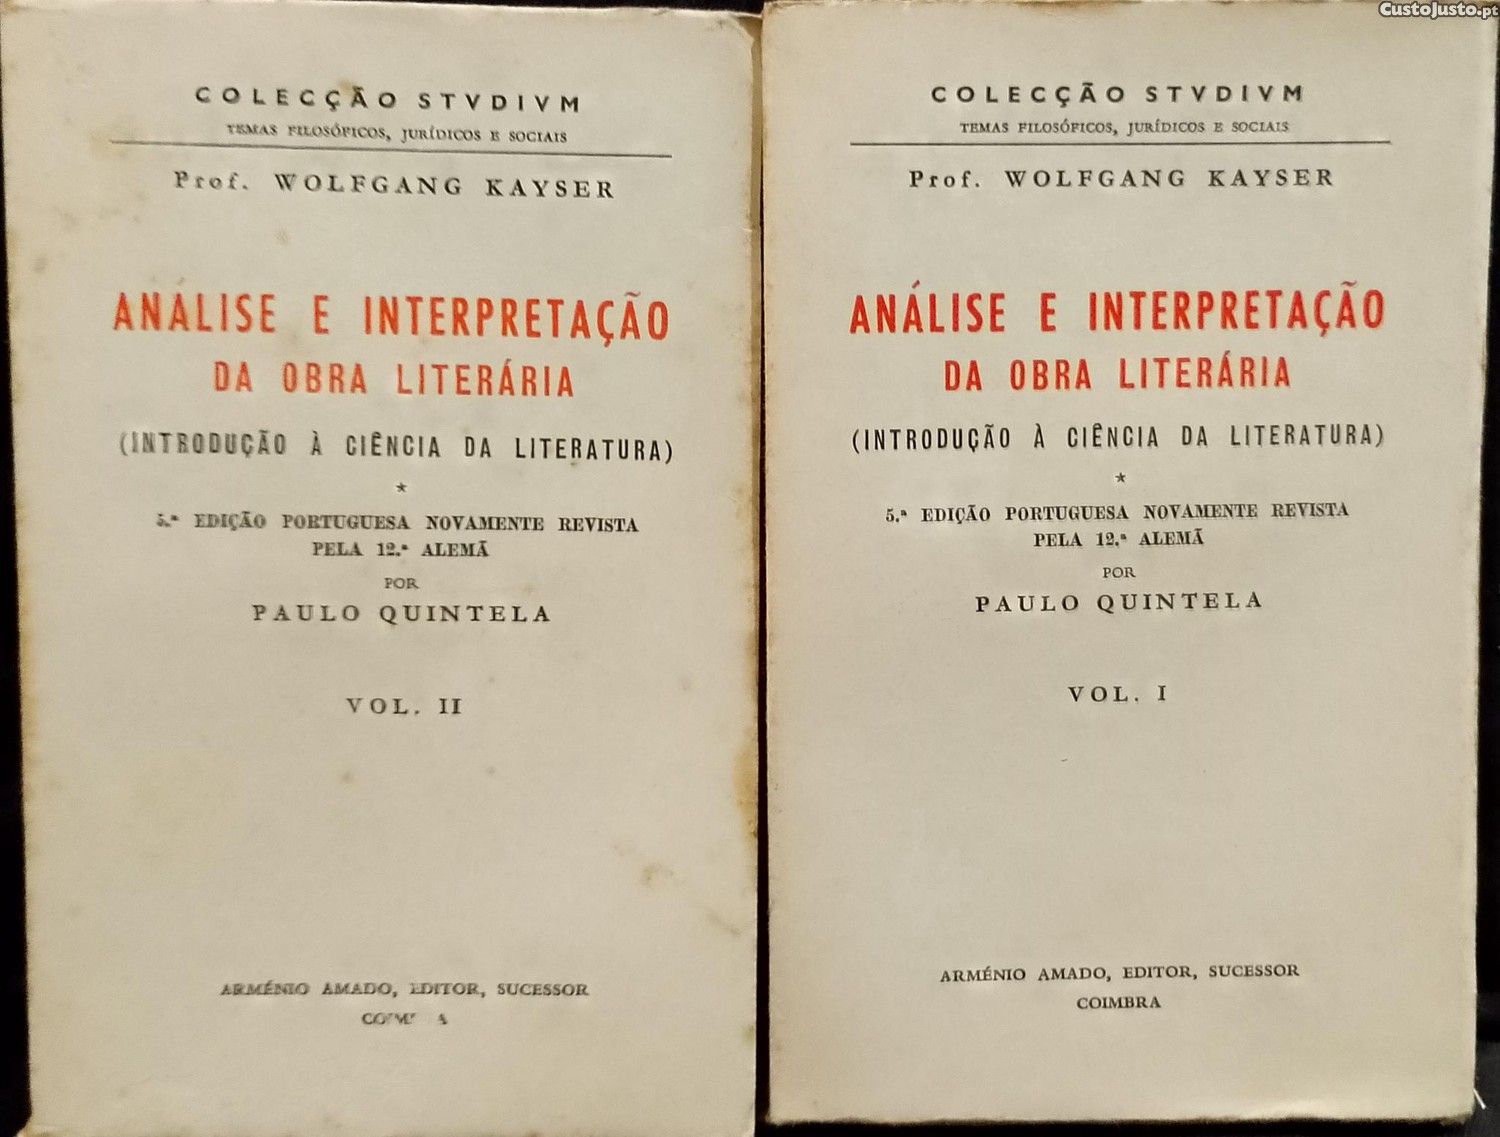 COLECÇÃO STVDIVM
TEMAS FILOSÓFICOS, JURÍDICOS E SOCIAIS
Prof. WOLFGANG KAYSER
ANÁLISE E INTERPRETAÇÃO
DA OBRA LITERÁRIA
(INTRODUÇÃO À CIÊNCIA DA LITERATURA)
*
5.ª EDIÇÃO PORTUGUESA NOVAMENTE REVISTA
PELA 12.ª ALEMÃ
POR
PAULO QUINTELA
VOL. II
ARMÉNIO AMADO, EDITOR, SUCESSOR
CustoJusto.pt
COLECÇÃO STVDIVM
TEMAS FILOSÓFICOS, JURÍDICOS E SOCIAIS
Prof. WOLFGANG KAYSER
ANÁLISE E INTERPRETAÇÃO
DA OBRA LITERÁRIA
(INTRODUÇÃO À CIÊNCIA DA LITERATURA)
*
5.ª EDIÇÃO PORTUGUESA NOVAMENTE REVISTA
PELA 12.ª ALEMÃ
POR
PAULO QUINTELA
VOL. I
ARMÉNIO AMADO, EDITOR, SUCESSOR
COIMBRA